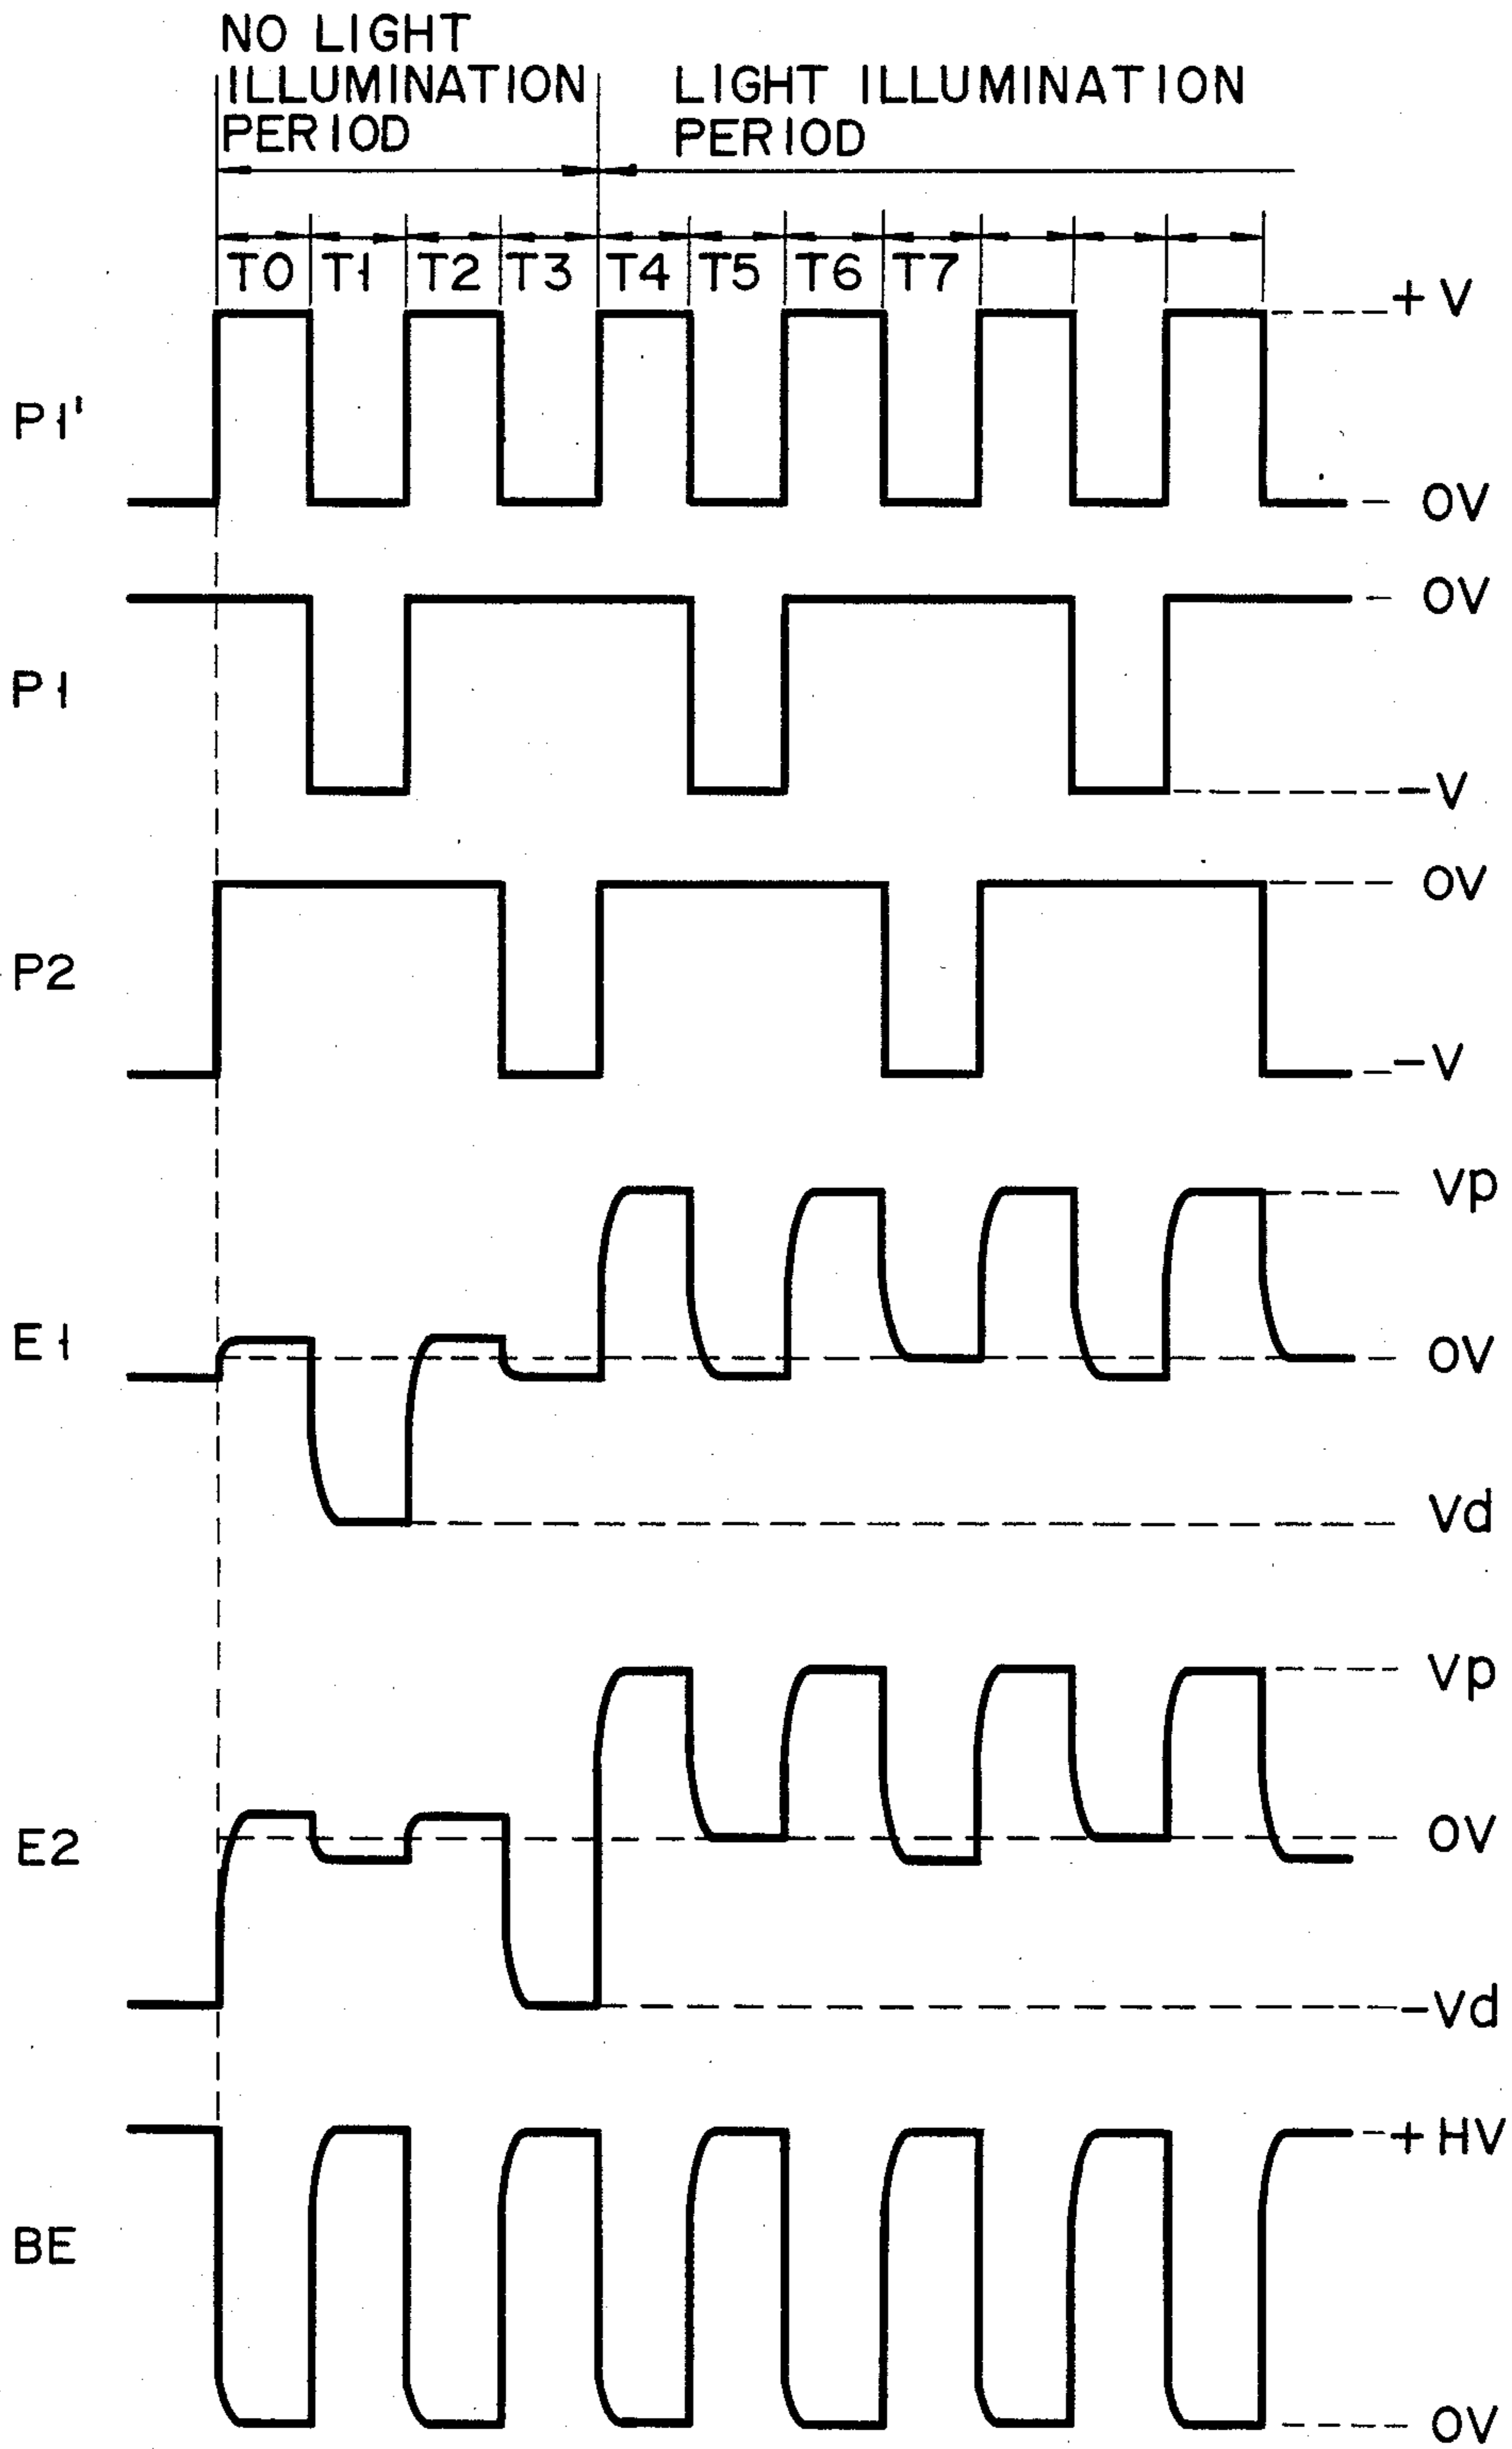 NO LIGHT
ILLUMINATION
PERIOD
LIGHT ILLUMINATION
PERIOD
T0 T1 T2 T3 T4 T5 T6 T7
+V
P1'
0V
0V
P1
-V
0V
P2
-V
Vp
E1
0V
Vd
Vp
E2
0V
-Vd
+HV
BE
0V